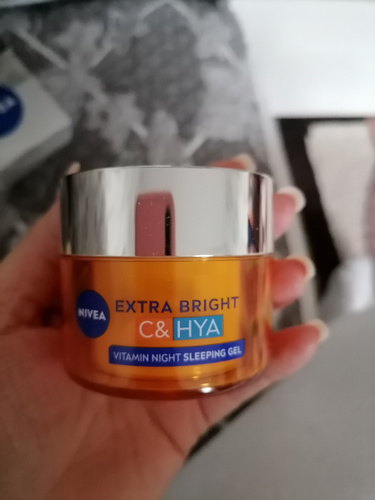 NIVEA
EXTRA BRIGHT
C& HYA
VITAMIN NIGHT SLEEPING GEL